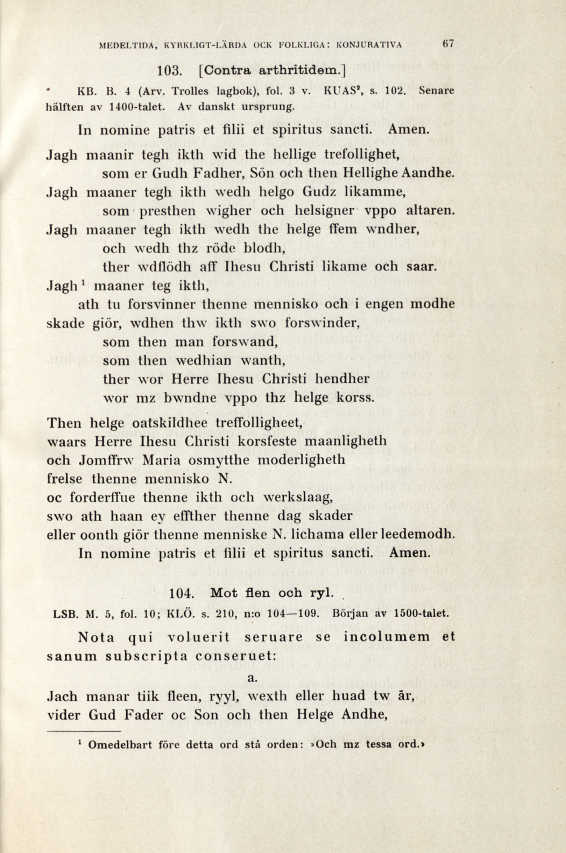 MEDELTIDA, KYRKLIGT-LÄRDA OCK FOLKLIGA: KONJURATIVA 67
103. [Contra arthritidem.]
KB. B. 4 (Arv. Trolles lagbok), fol. 3 v. KUAS², s. 102. Senare
hälften av 1400-talet. Av danskt ursprung.
In nomine patris et filii et spiritus sancti. Amen.
Jagh maanir tegh ikth wid the hellige trefollighet,
som er Gudh Fadher, Sön och then Hellighe Aandhe.
Jagh maaner tegh ikth wedh helgo Gudz likamme,
som presthen wigher och helsigner vppo altaren.
Jagh maaner tegh ikth wedh the helge ffem wndher,
och wedh thz röde blodh,
ther wdflödh aff Ihesu Christi likame och saar.
Jagh¹ maaner teg ikth,
ath tu forsvinner thenne mennisko och i engen modhe
skade giör, wdhen thw ikth swo forswinder,
som then man forswand,
som then wedhian wanth,
ther wor Herre Ihesu Christi hendher
wor mz bwndne vppo thz helge korss.
Then helge oatskildhee treffolligheet,
waars Herre Ihesu Christi korsfeste maanligheth
och Jomffrw Maria osmytthe moderligheth
frelse thenne mennisko N.
oc forderffue thenne ikth och werkslaag,
swo ath haan ey effther thenne dag skader
eller oonth giör thenne menniske N. lichama eller leedemodh.
In nomine patris et filii et spiritus sancti. Amen.
104. Mot flen och ryl.
LSB. M. 5, fol. 10; KLÖ. s. 210, n:o 104—109. Början av 1500-talet.
Nota qui voluerit seruare se incolumem et
sanum subscripta conseruet:
a.
Jach manar tiik fleen, ryyl, wexth eller huad tw är,
vider Gud Fader oc Son och then Helge Andhe,
¹ Omedelbart före detta ord stå orden: »Och mz tessa ord.»